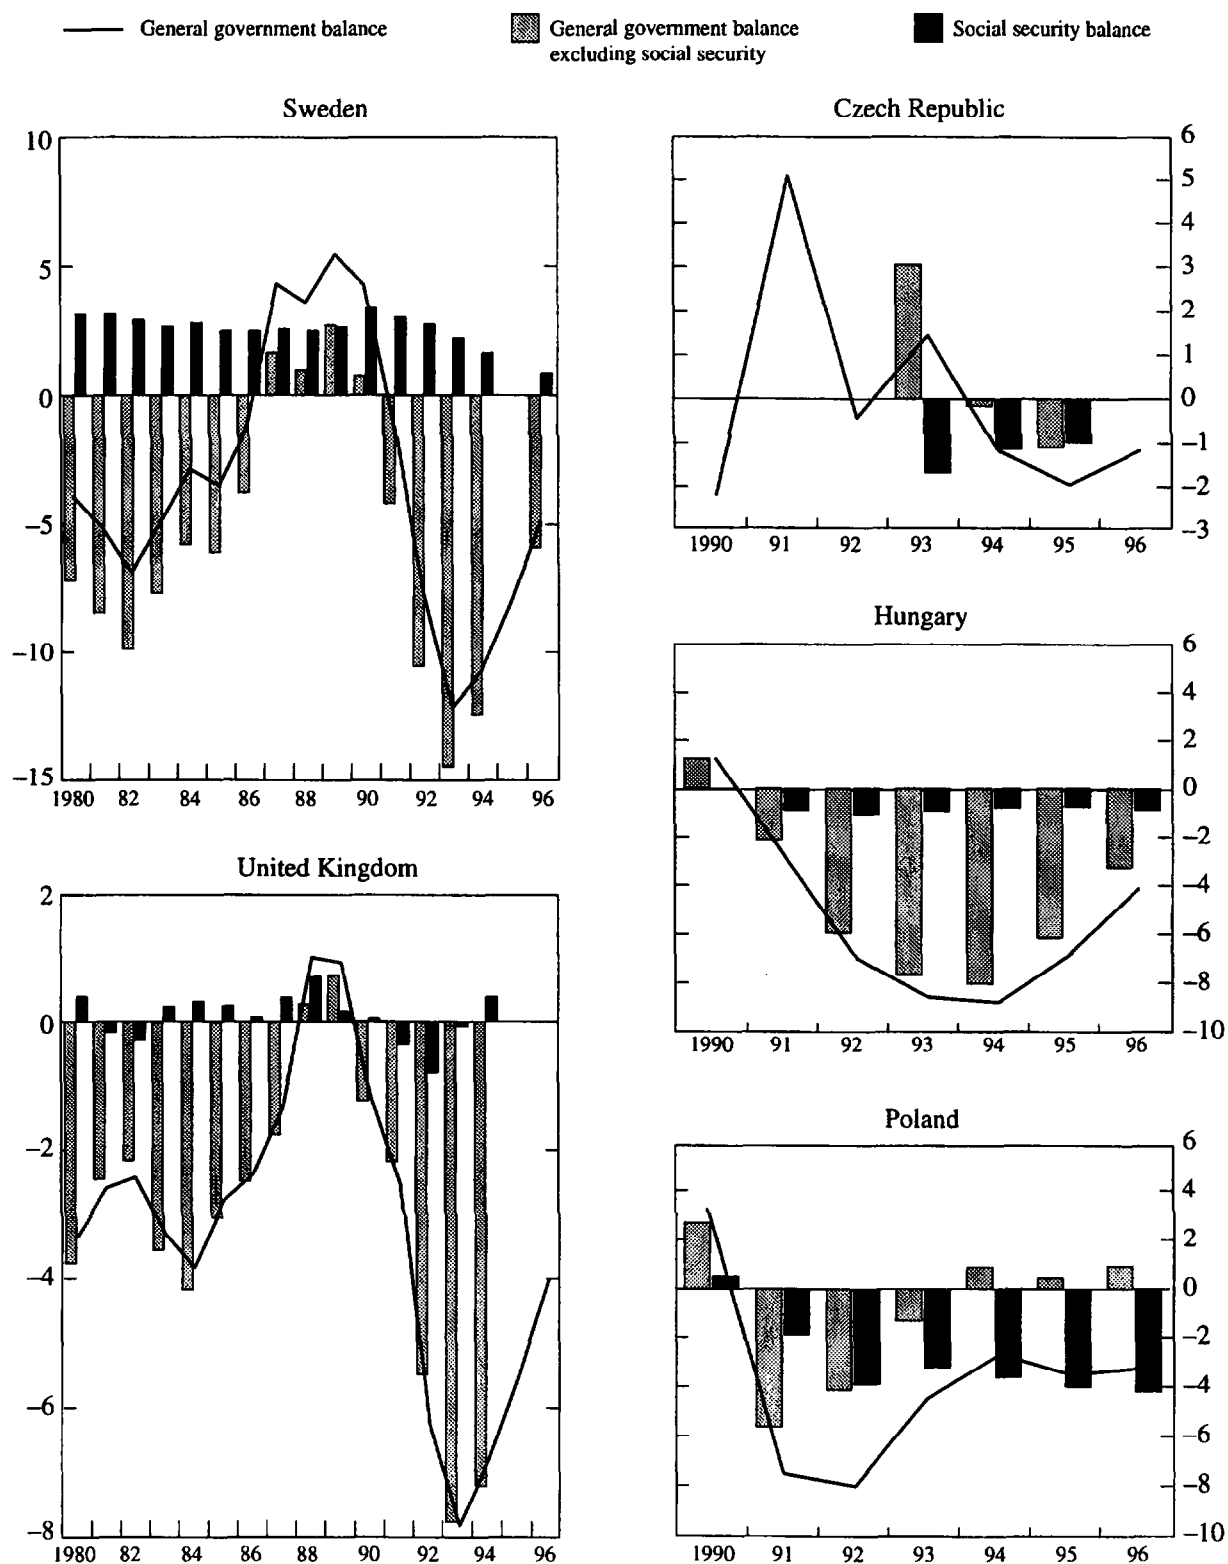 General government balance
General government balance
excluding social security
Social security balance
Sweden
10
5
0
−5
−10
−15
1980 82 84 86 88 90 92 94 96
United Kingdom
2
0
−2
−4
−6
−8
1980 82 84 86 88 90 92 94 96
Czech Republic
6
5
4
3
2
1
0
−1
−2
−3
1990 91 92 93 94 95 96
Hungary
6
4
2
0
−2
−4
−6
−8
−10
1990 91 92 93 94 95 96
Poland
6
4
2
0
−2
−4
−6
−8
−10
1990 91 92 93 94 95 96